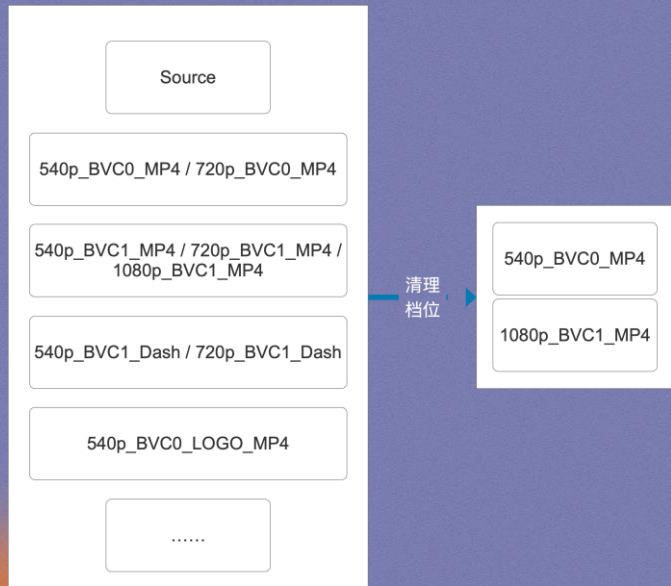 Source
540p_BVC0_MP4 / 720p_BVC0_MP4
540p_BVC1_MP4 / 720p_BVC1_MP4 /
1080p_BVC1_MP4
540p_BVC1_Dash / 720p_BVC1_Dash
540p_BVC0_LOGO_MP4
......
清理
档位
540p_BVC0_MP4
1080p_BVC1_MP4